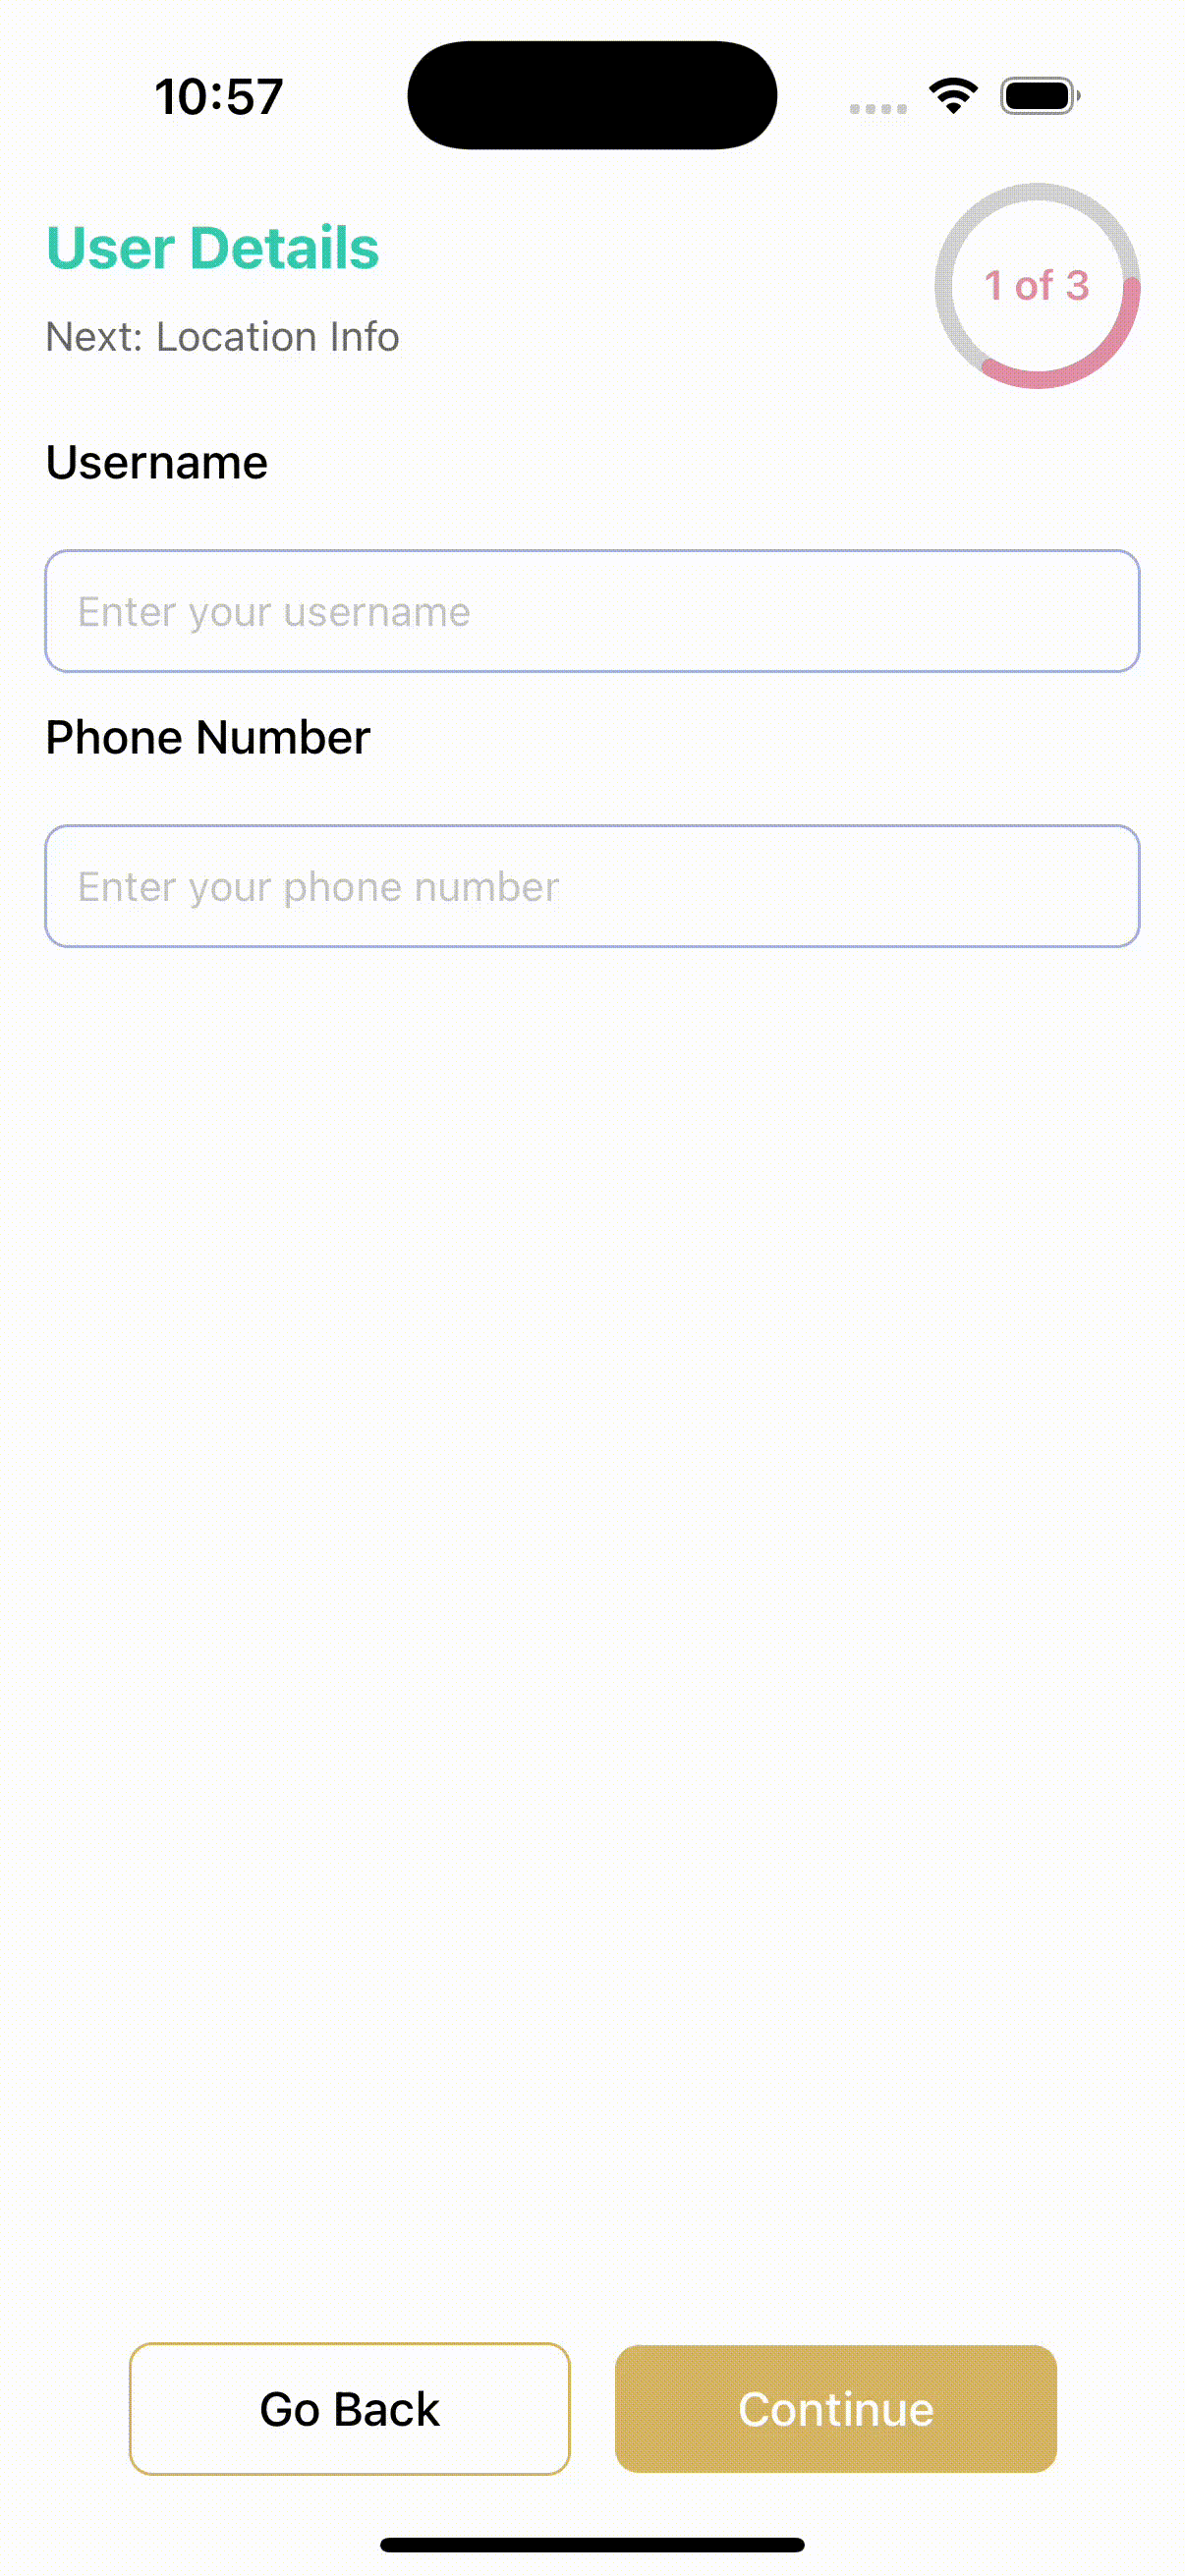 10:57
User Details
1 of 3
Next: Location Info
Username
Enter your username
Phone Number
Enter your phone number
Go Back
Continue